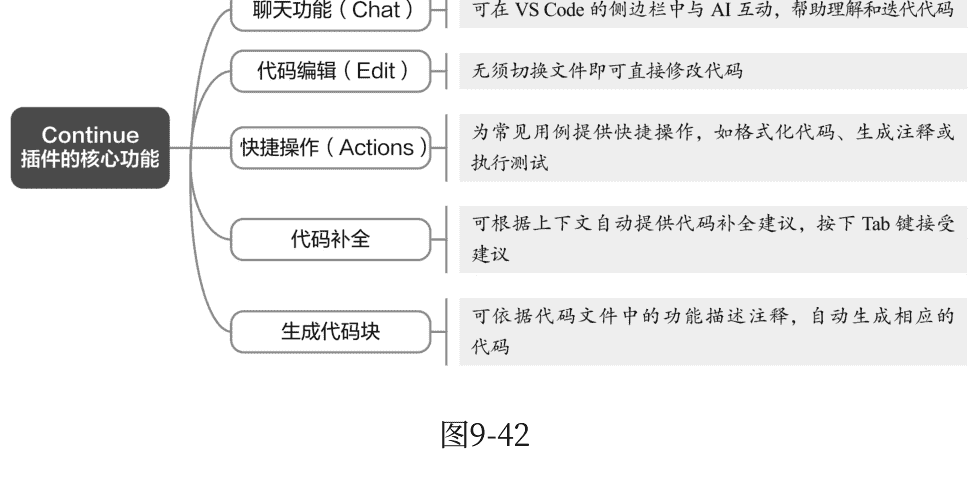 聊天功能（Chat）
可在 VS Code 的侧边栏中与 AI 互动，帮助理解和迭代代码
代码编辑（Edit）
无须切换文件即可直接修改代码
Continue
插件的核心功能
快捷操作（Actions）
为常见用例提供快捷操作，如格式化代码、生成注释或
执行测试
代码补全
可根据上下文自动提供代码补全建议，按下 Tab 键接受
建议
生成代码块
可依据代码文件中的功能描述注释，自动生成相应的
代码
图9-42